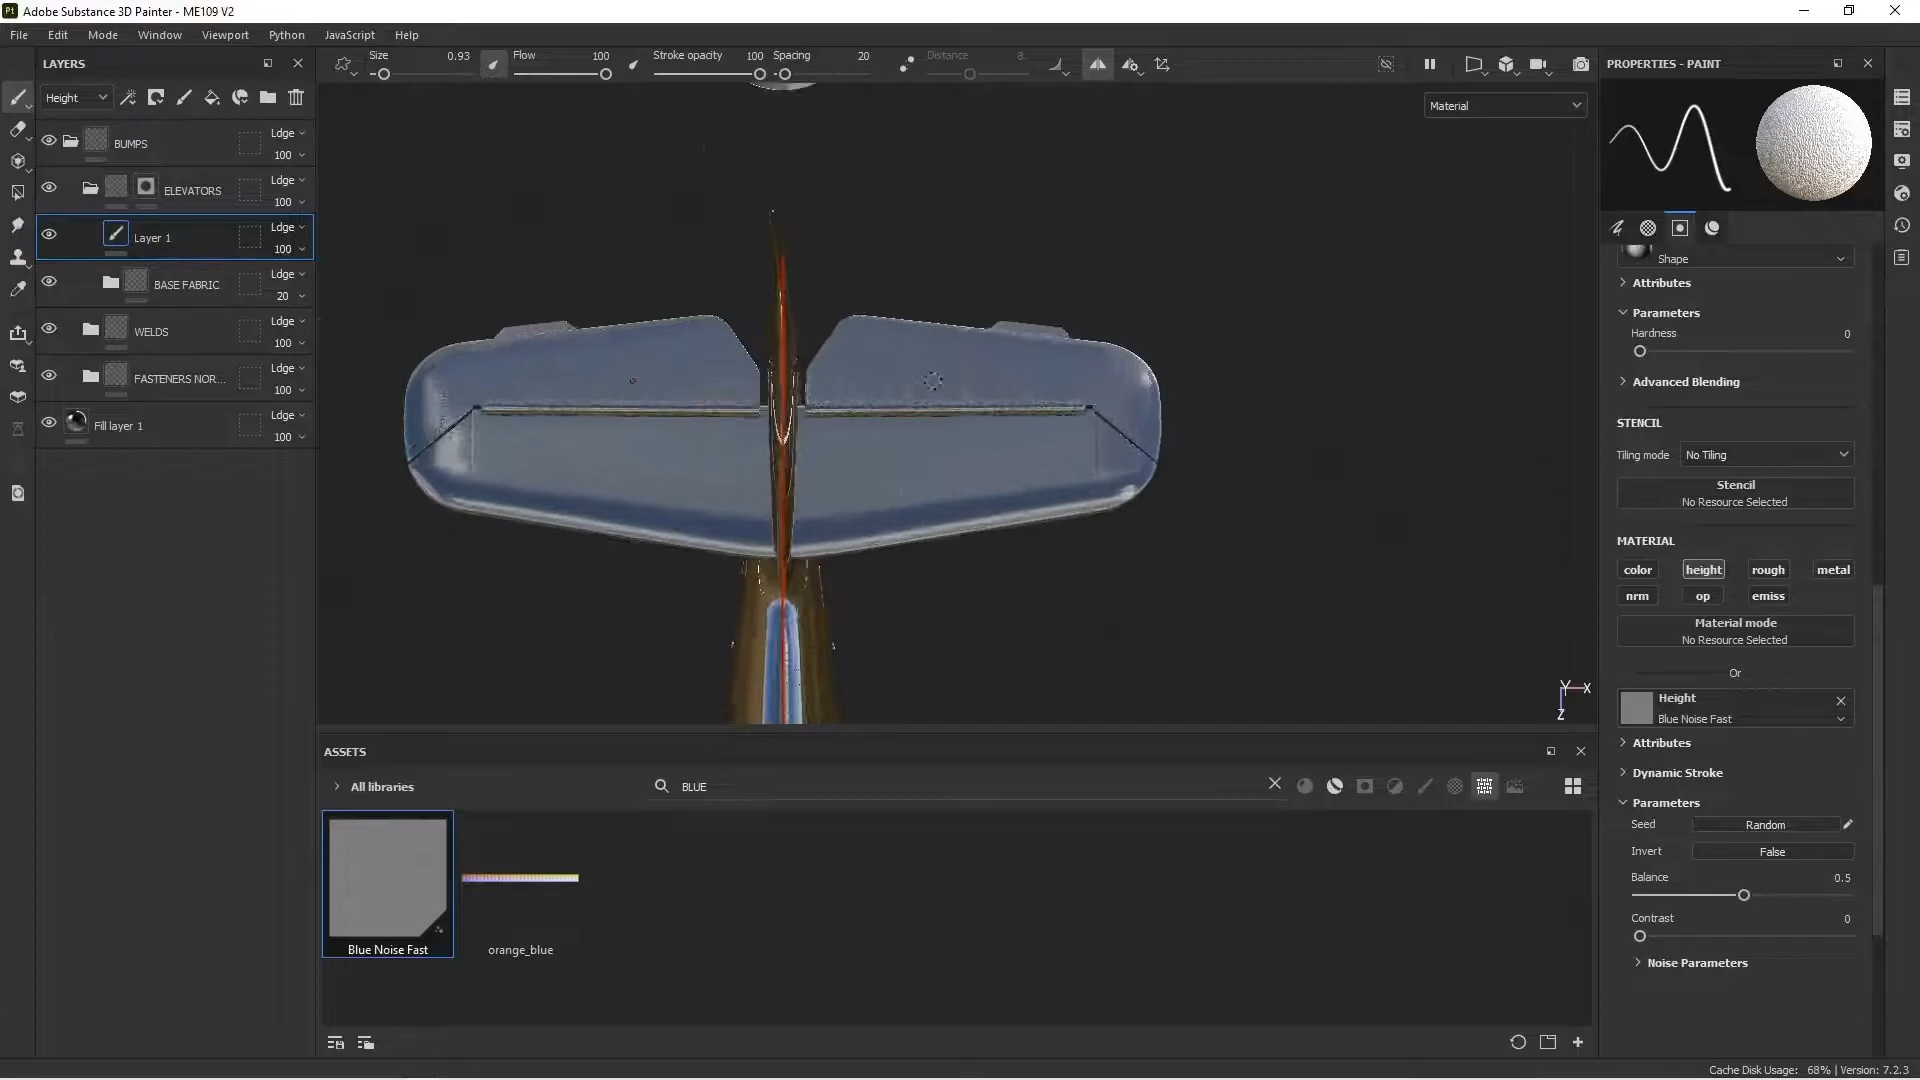 Pt Adobe Substance 3D Painter - ME109 V2
File Edit Mode Window Viewport Python JavaScript Help
LAYERS
Size 0.93 Flow 100 Stroke opacity 100 Spacing 20 Distance 8
PROPERTIES - PAINT
Height
Material
BUMPS Ldge 100
ELEVATORS Ldge 100
Layer 1 Ldge 100
BASE FABRIC Ldge 20
WELDS Ldge 100
FASTENERS NOR... Ldge 100
Fill layer 1 Ldge 100
Y X
Z
Shape
Attributes
Parameters
Hardness 0
Advanced Blending
STENCIL
Tiling mode No Tiling
Stencil
No Resource Selected
MATERIAL
color height rough metal
nrm op emiss
Material mode
No Resource Selected
Or
Height
Blue Noise Fast
Attributes
Dynamic Stroke
Parameters
Seed Random
Invert False
Balance 0.5
Contrast 0
Noise Parameters
ASSETS
All libraries
BLUE
Blue Noise Fast
orange_blue
Cache Disk Usage: 68% | Version: 7.2.3